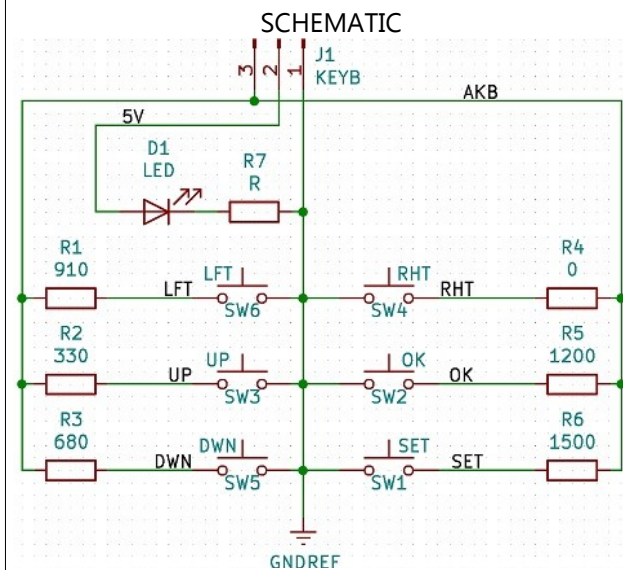 SCHEMATIC
3 2 1
J1
KEYB
AKB
5V
D1
LED
R7
R
R1
910
LFT
LFT
SW6
RHT
SW4
RHT
R4
0
R2
330
UP
UP
SW3
OK
SW2
OK
R5
1200
R3
680
DWN
DWN
SW5
SET
SW1
SET
R6
1500
GNDREF